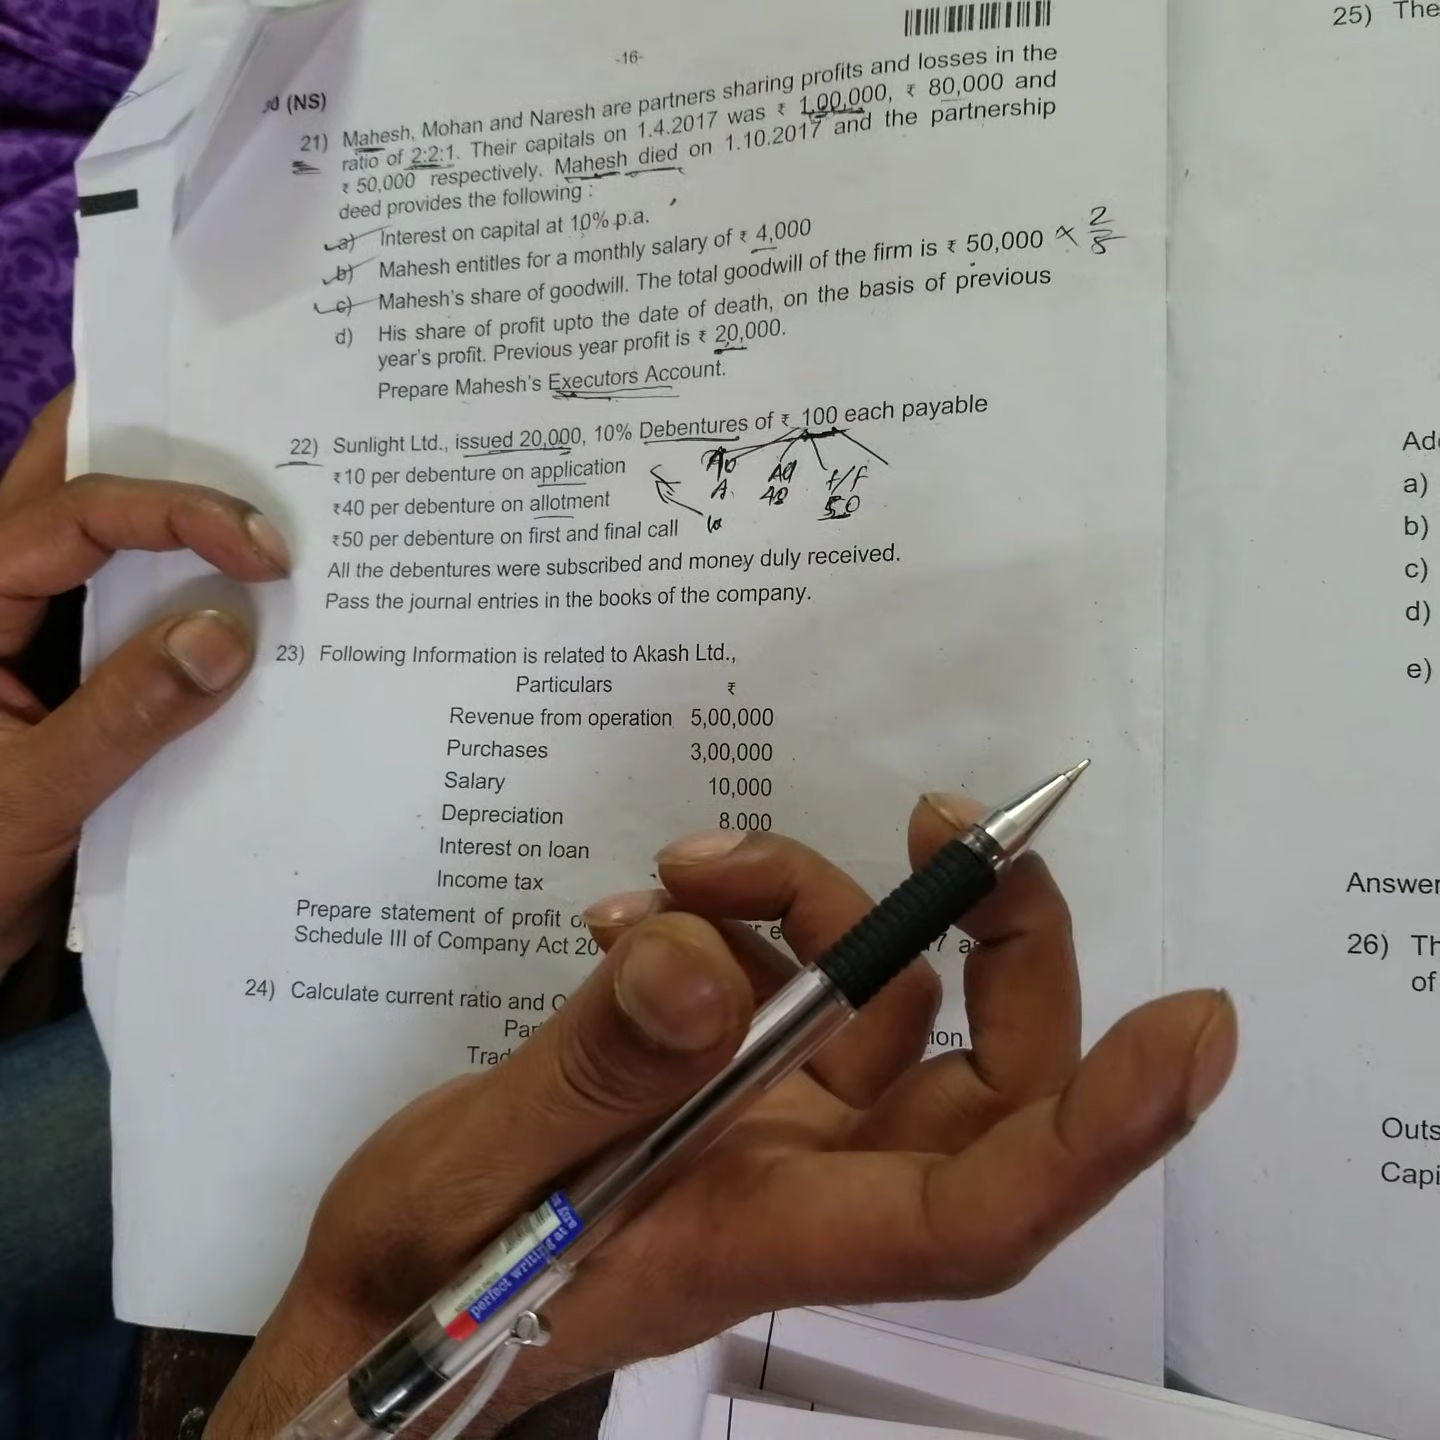 -16-
(NS)
21) Mahesh, Mohan and Naresh are partners sharing profits and losses in the
ratio of 2:2:1. Their capitals on 1.4.2017 was ₹ 1,00,000, ₹ 80,000 and
₹ 50,000 respectively. Mahesh died on 1.10.2017 and the partnership
deed provides the following :
a) Interest on capital at 10% p.a.
b) Mahesh entitles for a monthly salary of ₹ 4,000
c) Mahesh's share of goodwill. The total goodwill of the firm is ₹ 50,000 × 2/5
d) His share of profit upto the date of death, on the basis of previous
year's profit. Previous year profit is ₹ 20,000.
Prepare Mahesh's Executors Account.
22) Sunlight Ltd., issued 20,000, 10% Debentures of ₹ 100 each payable
₹10 per debenture on application
₹40 per debenture on allotment
₹50 per debenture on first and final call
F/F
50
All the debentures were subscribed and money duly received.
Pass the journal entries in the books of the company.
23) Following Information is related to Akash Ltd.,
Particulars ₹
Revenue from operation 5,00,000
Purchases 3,00,000
Salary 10,000
Depreciation 8.000
Interest on loan
Income tax
Prepare statement of profit
Schedule III of Company Act 20
24) Calculate current ratio and
25) The
a)
b)
c)
d)
e)
Answer
26)
of
perfect writing at